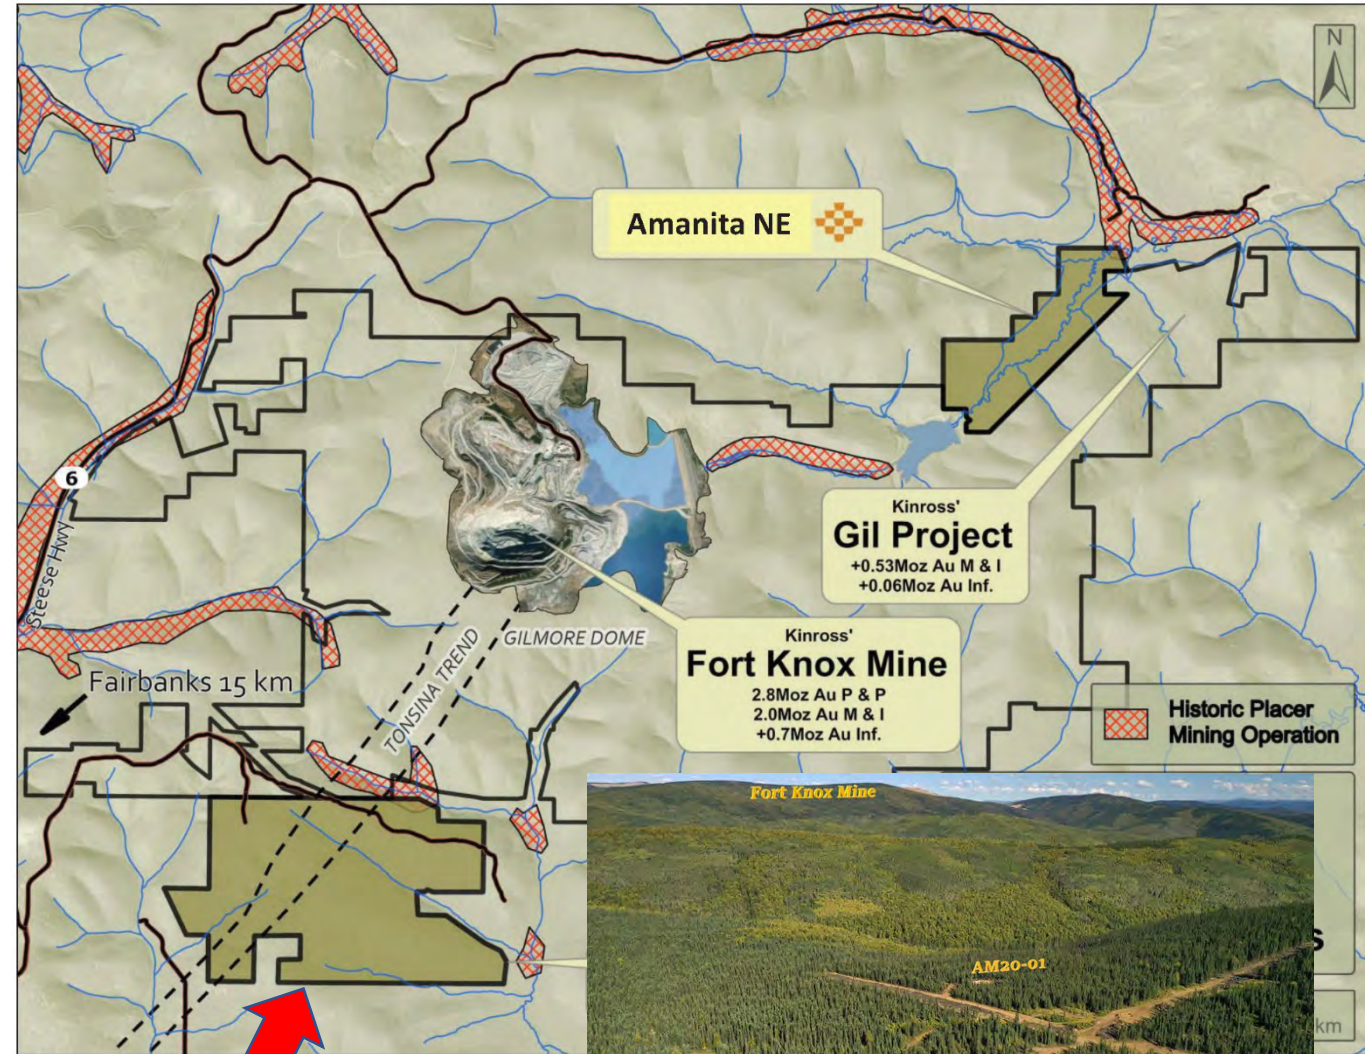 N
Amanita NE
6
Steese Hwy
Kinross'
Gil Project
+0.53Moz Au M & I
+0.06Moz Au Inf.
TONSINA TREND
GILMORE DOME
Kinross'
Fort Knox Mine
2.8Moz Au P & P
2.0Moz Au M & I
+0.7Moz Au Inf.
Fairbanks 15 km
Historic Placer
Mining Operation
Fort Knox Mine
AM20-01
s
km